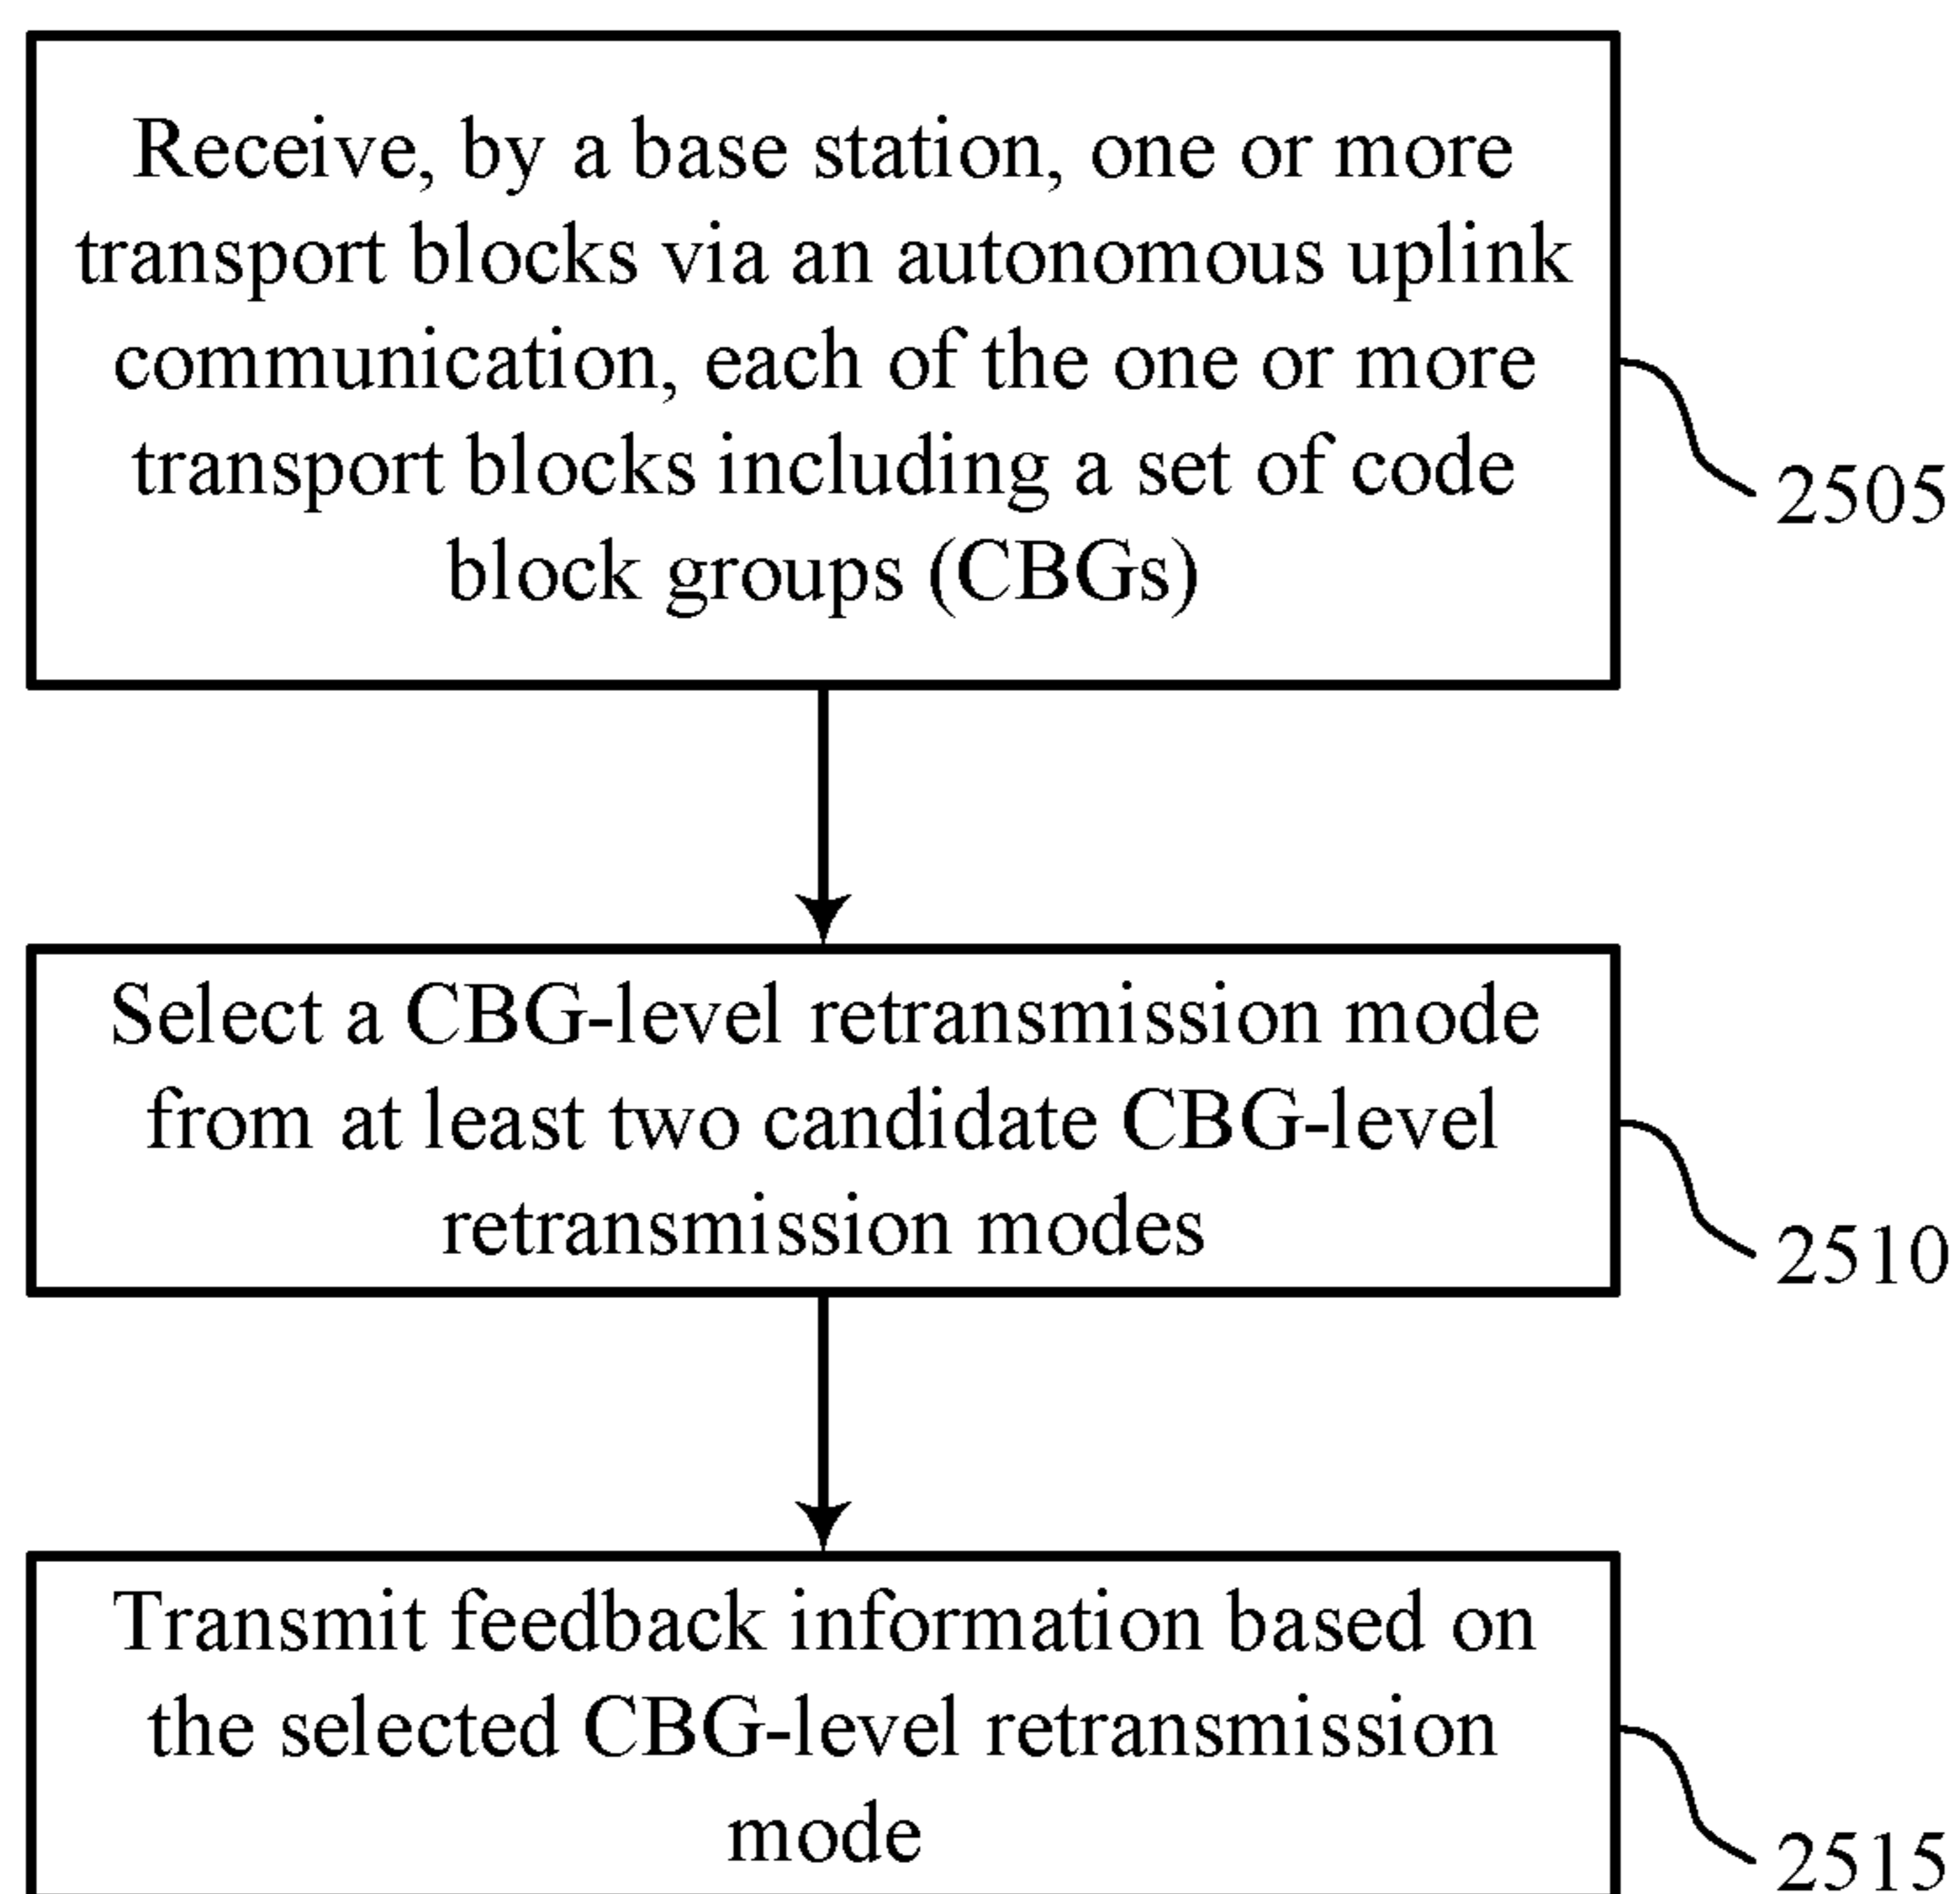 Receive, by a base station, one or more
transport blocks via an autonomous uplink
communication, each of the one or more
transport blocks including a set of code
block groups (CBGs)
2505
Select a CBG-level retransmission mode
from at least two candidate CBG-level
retransmission modes
2510
Transmit feedback information based on
the selected CBG-level retransmission
mode
2515